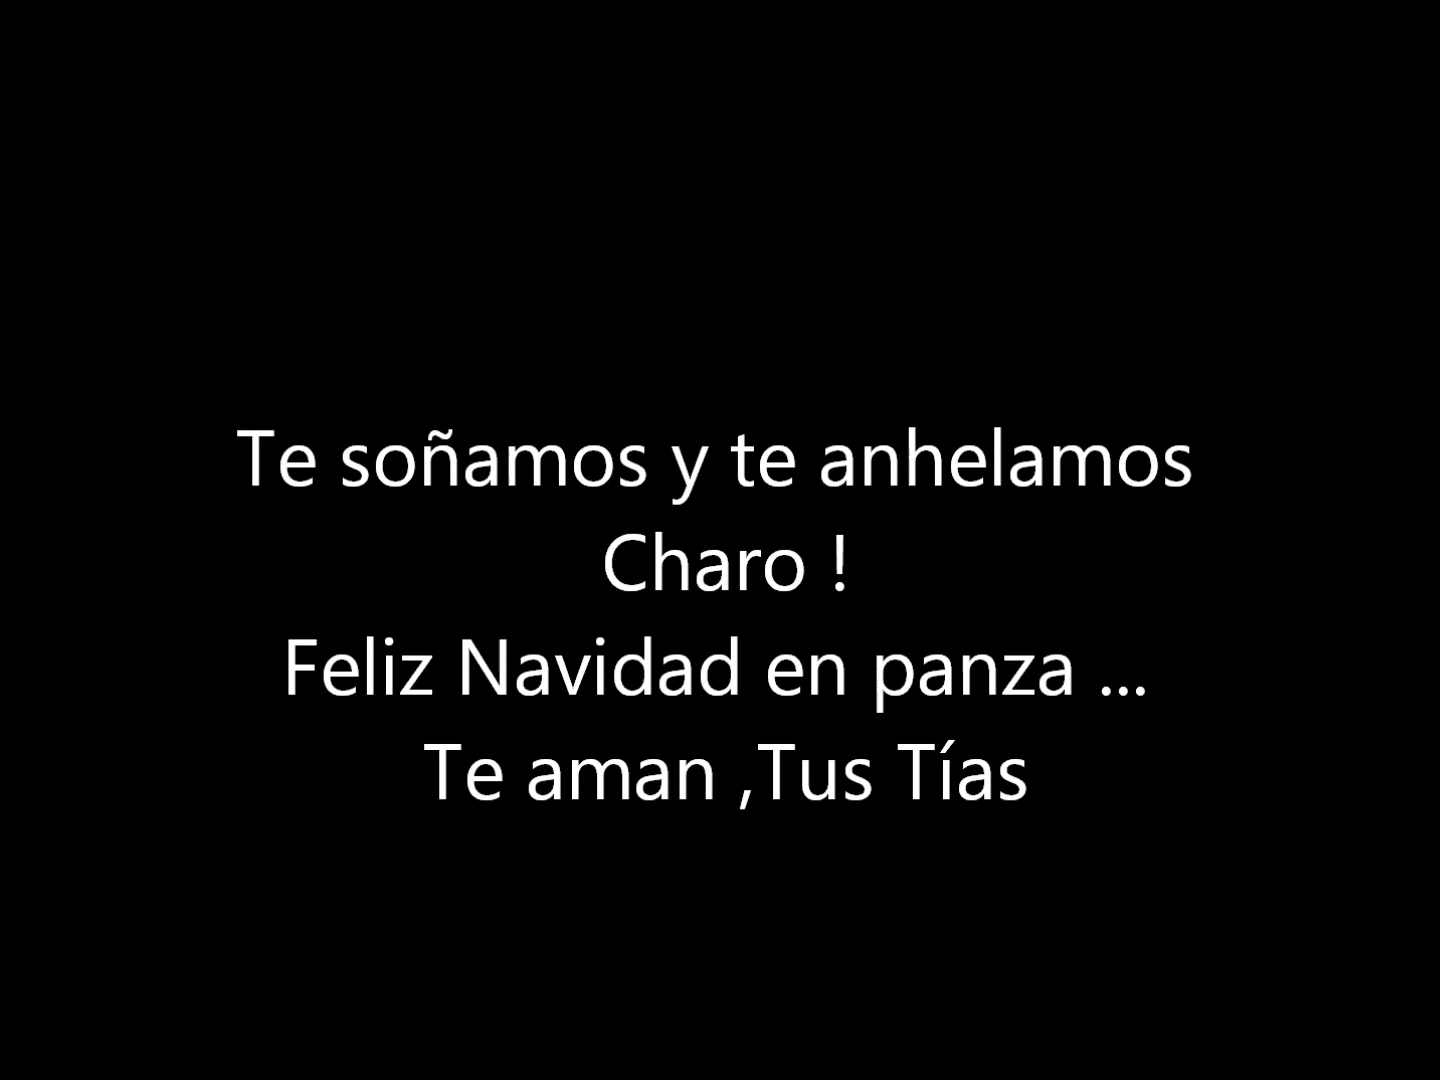 Te soñamos y te anhelamos
Charo !
Feliz Navidad en panza ...
Te aman ,Tus Tías